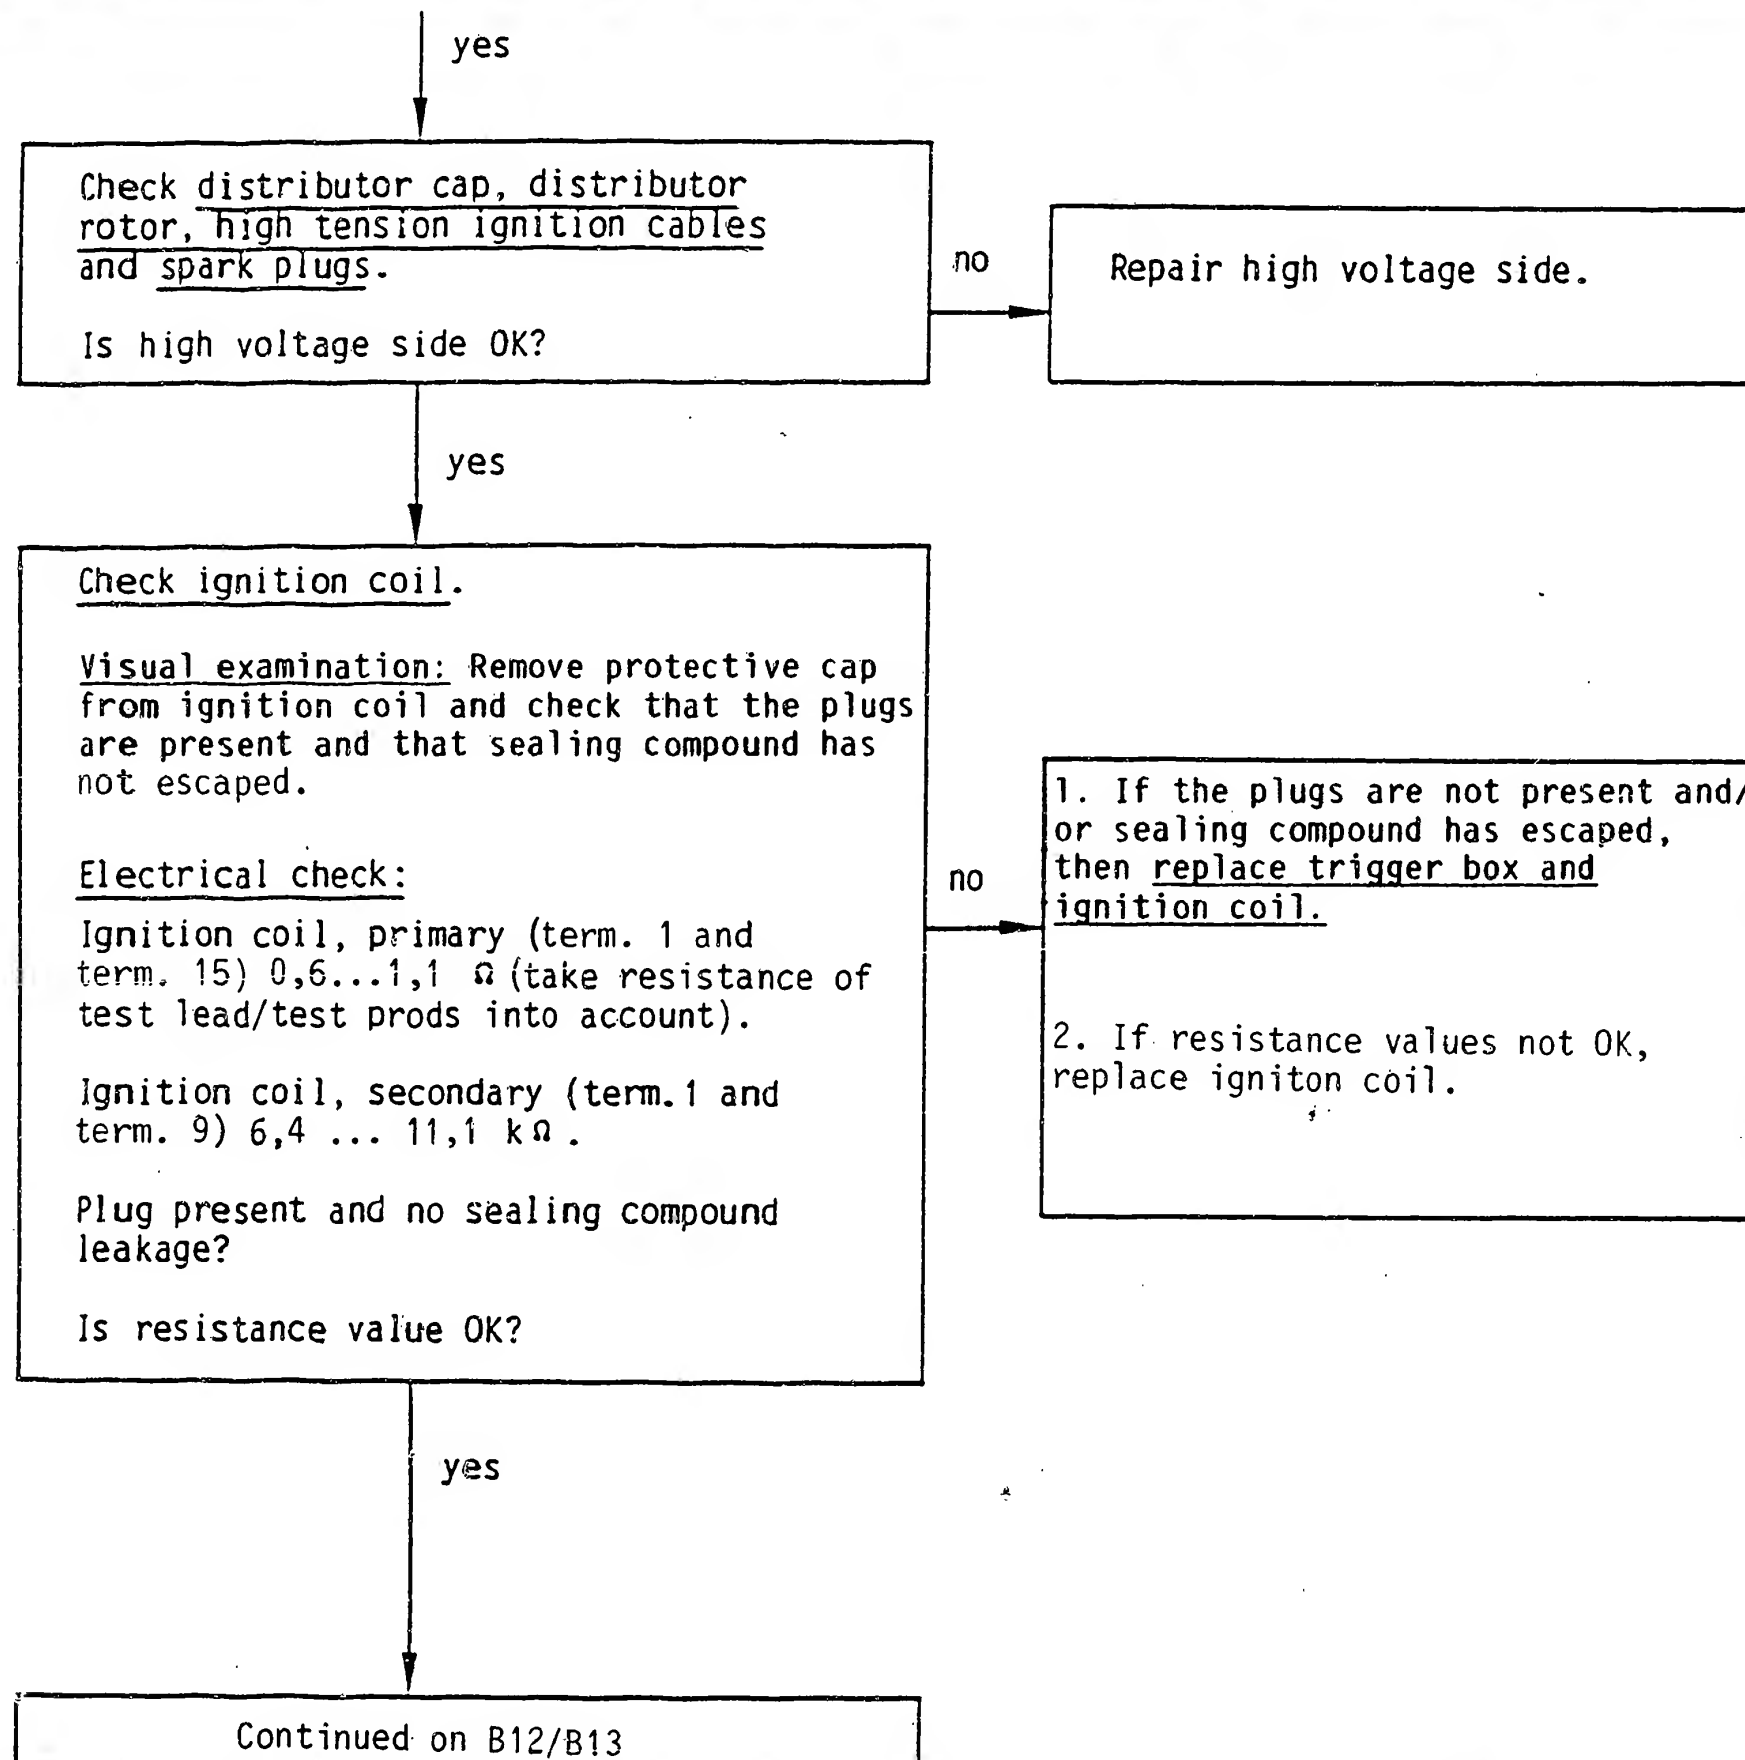 yes
Check distributor cap, distributor
rotor, high tension ignition cables
and spark plugs.
Is high voltage side OK?
no
Repair high voltage side.
yes
Check ignition coil.
Visual examination: Remove protective cap
from ignition coil and check that the plugs
are present and that sealing compound has
not escaped.
Electrical check:
Ignition coil, primary (term. 1 and
term. 15) 0,6...1,1 Ω (take resistance of
test lead/test prods into account).
Ignition coil, secondary (term.1 and
term. 9) 6,4 ... 11,1 kΩ.
Plug present and no sealing compound
leakage?
Is resistance value OK?
no
1. If the plugs are not present and/
or sealing compound has escaped,
then replace trigger box and
ignition coil.
2. If resistance values not OK,
replace igniton coil.
yes
Continued on B12/B13